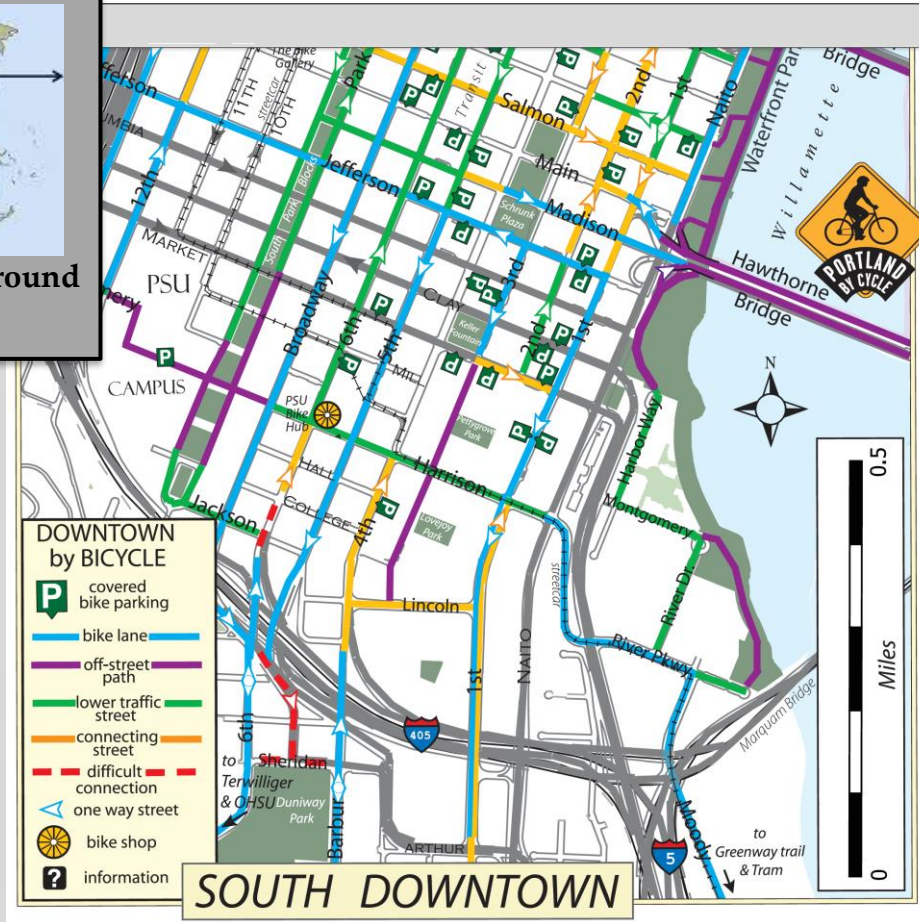 The Bike
Gallery
Park
Transit
Salmon
2nd
1st
Naito
Waterfront Park
Bridge
Willamette
11TH
streetcar
10TH
Main
Jefferson
12th
South
Park
Blocks
Schrunk
Plaza
Madison
MARKET
PSU
CAMPUS
Broadway
6th
5th
CLAY
3rd
Keller
Fountain
2nd
1st
Hawthorne
Bridge
PORTLAND
BY CYCLE
round
MILL
PSU
Bike
Hub
Pettygrove
Park
Harbor Way
N
HALL
Harrison
COLLEGE
4th
Lovejoy
Park
Montgomery
Jackson
streetcar
River Dr.
Lincoln
River Pkwy.
1st
NAITO
Marquam Bridge
6th
405
to
Terwilliger
& OHSU
Sheridan
Duniway
Park
Barbur
ARTHUR
5
Moody
to
Greenway trail
& Tram
0.5
Miles
0
DOWNTOWN
by BICYCLE
P covered
bike parking
bike lane
off-street
path
lower traffic
street
connecting
street
difficult
connection
one way street
bike shop
? information
SOUTH DOWNTOWN